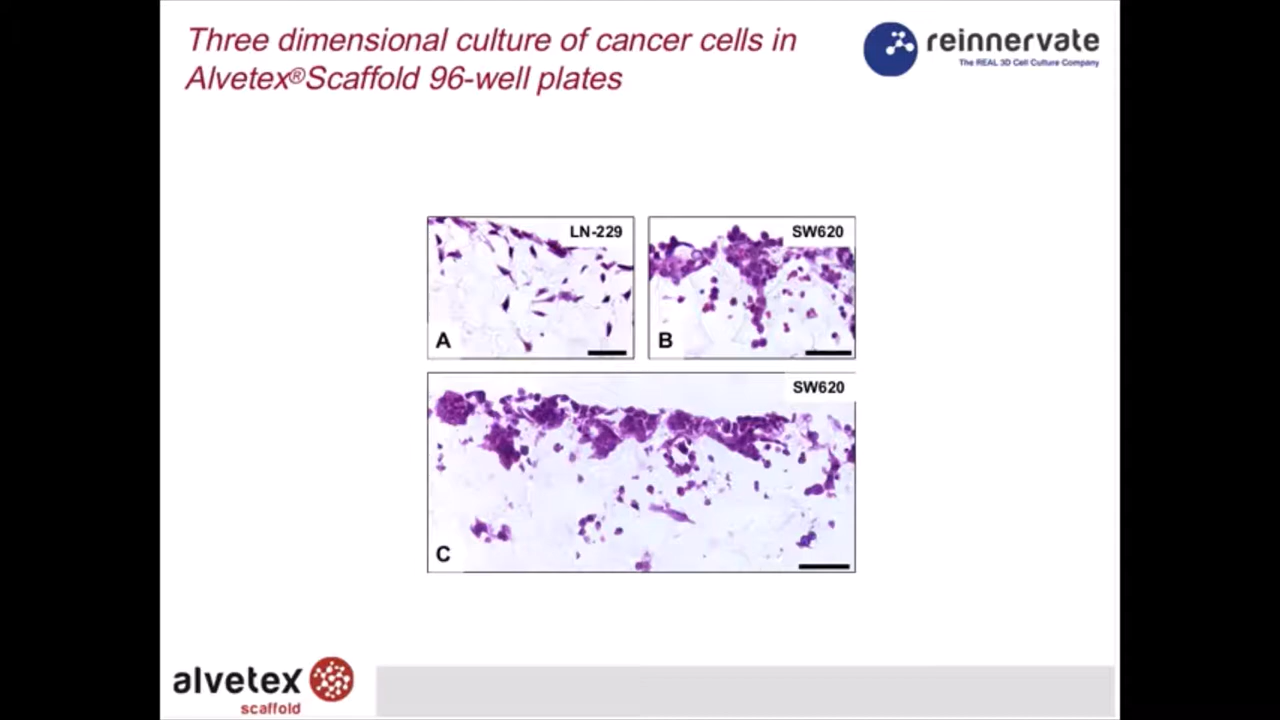 Three dimensional culture of cancer cells in
Alvetex®Scaffold 96-well plates
reinnervate
The REAL 3D Cell Culture Company
LN-229
A
SW620
B
SW620
C
alvetex
scaffold